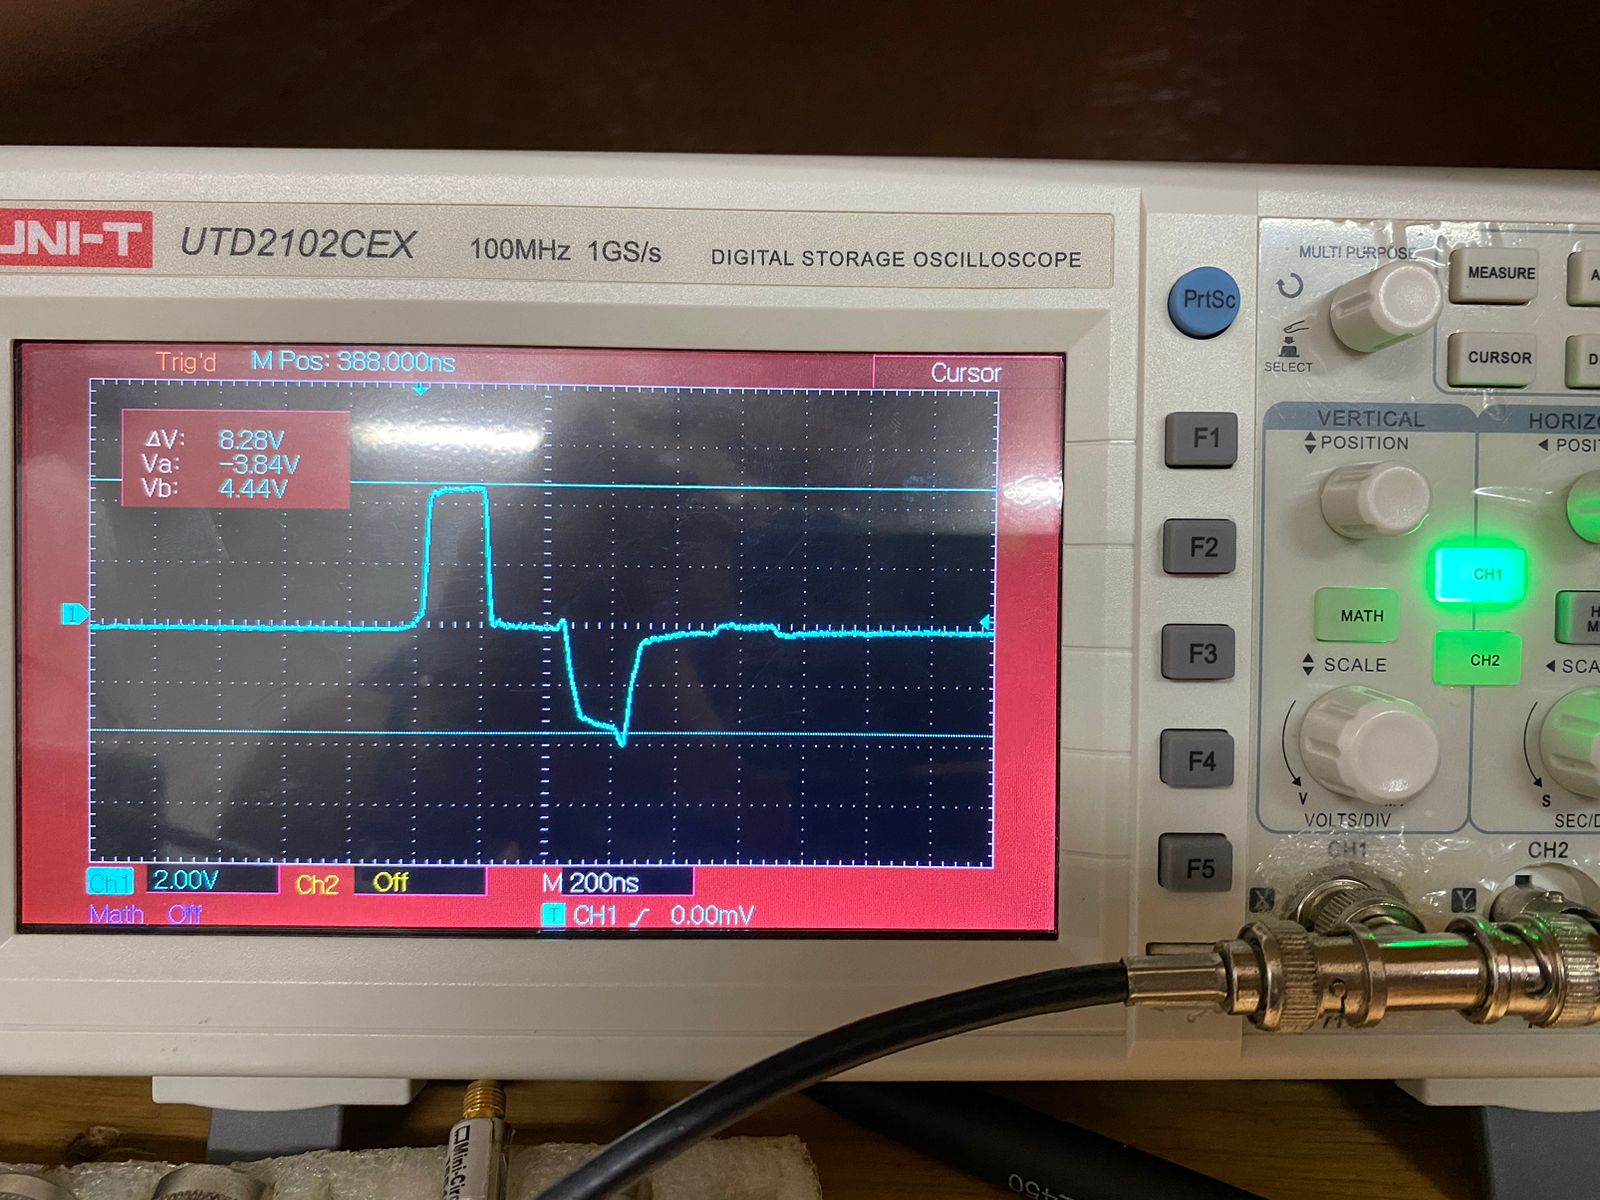 UNI-T UTD2102CEX 100MHz 1GS/s DIGITAL STORAGE OSCILLOSCOPE
Trig'd M Pos: 388.000ns Cursor
ΔV: 8.28V
Va: -3.84V
Vb: 4.44V
1
Ch1 2.00V Ch2 Off M 200ns
Math Off T CH1 0.00mV
PrtSc
F1
F2
F3
F4
F5
MULTI PURPOSE
SELECT
MEASURE
CURSOR
VERTICAL
POSITION
CH1
MATH
CH2
SCALE
V
VOLTS/DIV
CH1
X
S
CH2
Y